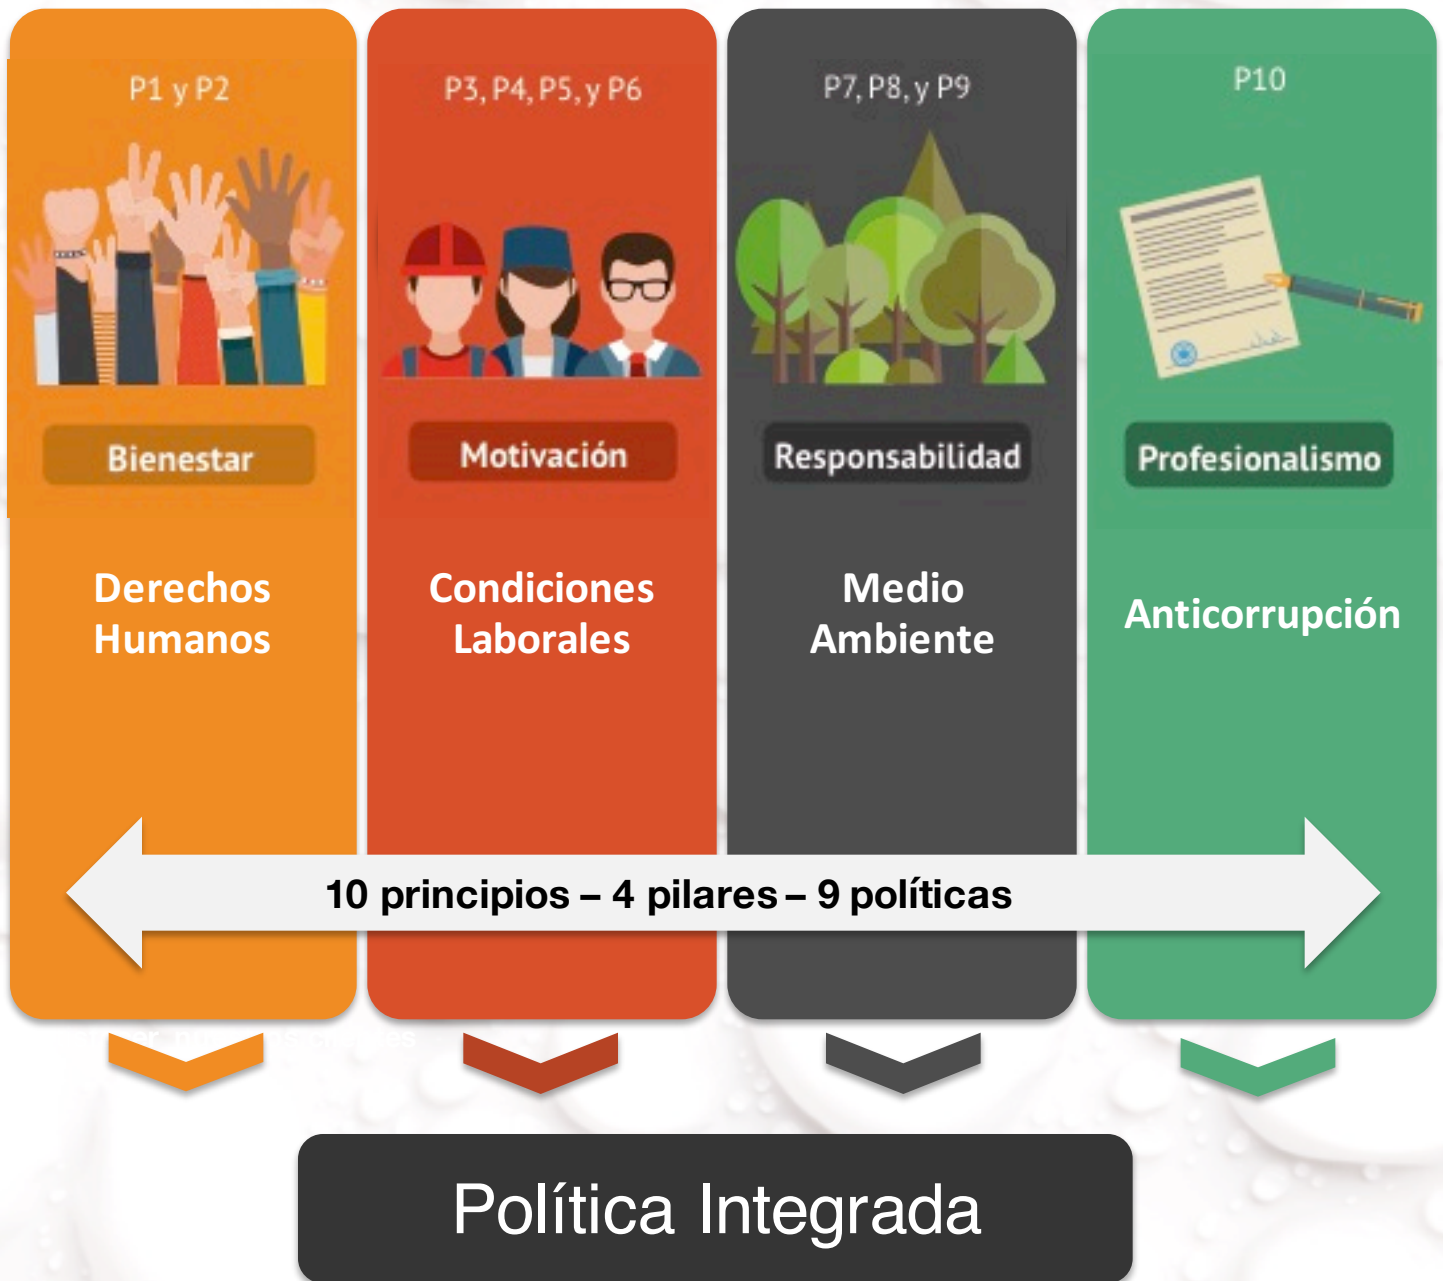 P1 y P2
Bienestar
Derechos
Humanos
P3, P4, P5, y P6
Motivación
Condiciones
Laborales
P7, P8, y P9
Responsabilidad
Medio
Ambiente
P10
Profesionalismo
Anticorrupción
10 principios – 4 pilares – 9 políticas
Política Integrada